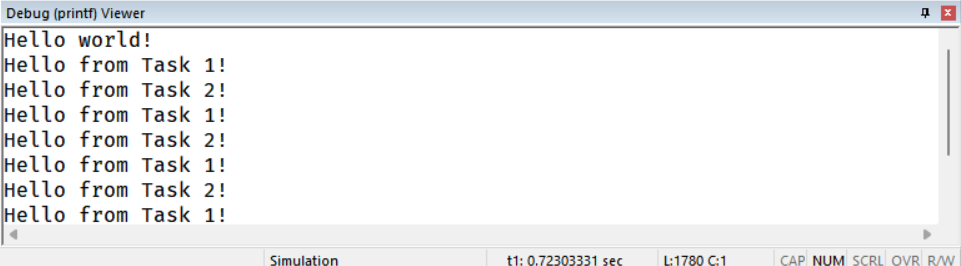 Debug (printf) Viewer
Hello world!
Hello from Task 1!
Hello from Task 2!
Hello from Task 1!
Hello from Task 2!
Hello from Task 1!
Hello from Task 2!
Hello from Task 1!
Simulation t1: 0.72303331 sec L:1780 C:1 CAP NUM SCRL OVR R/W